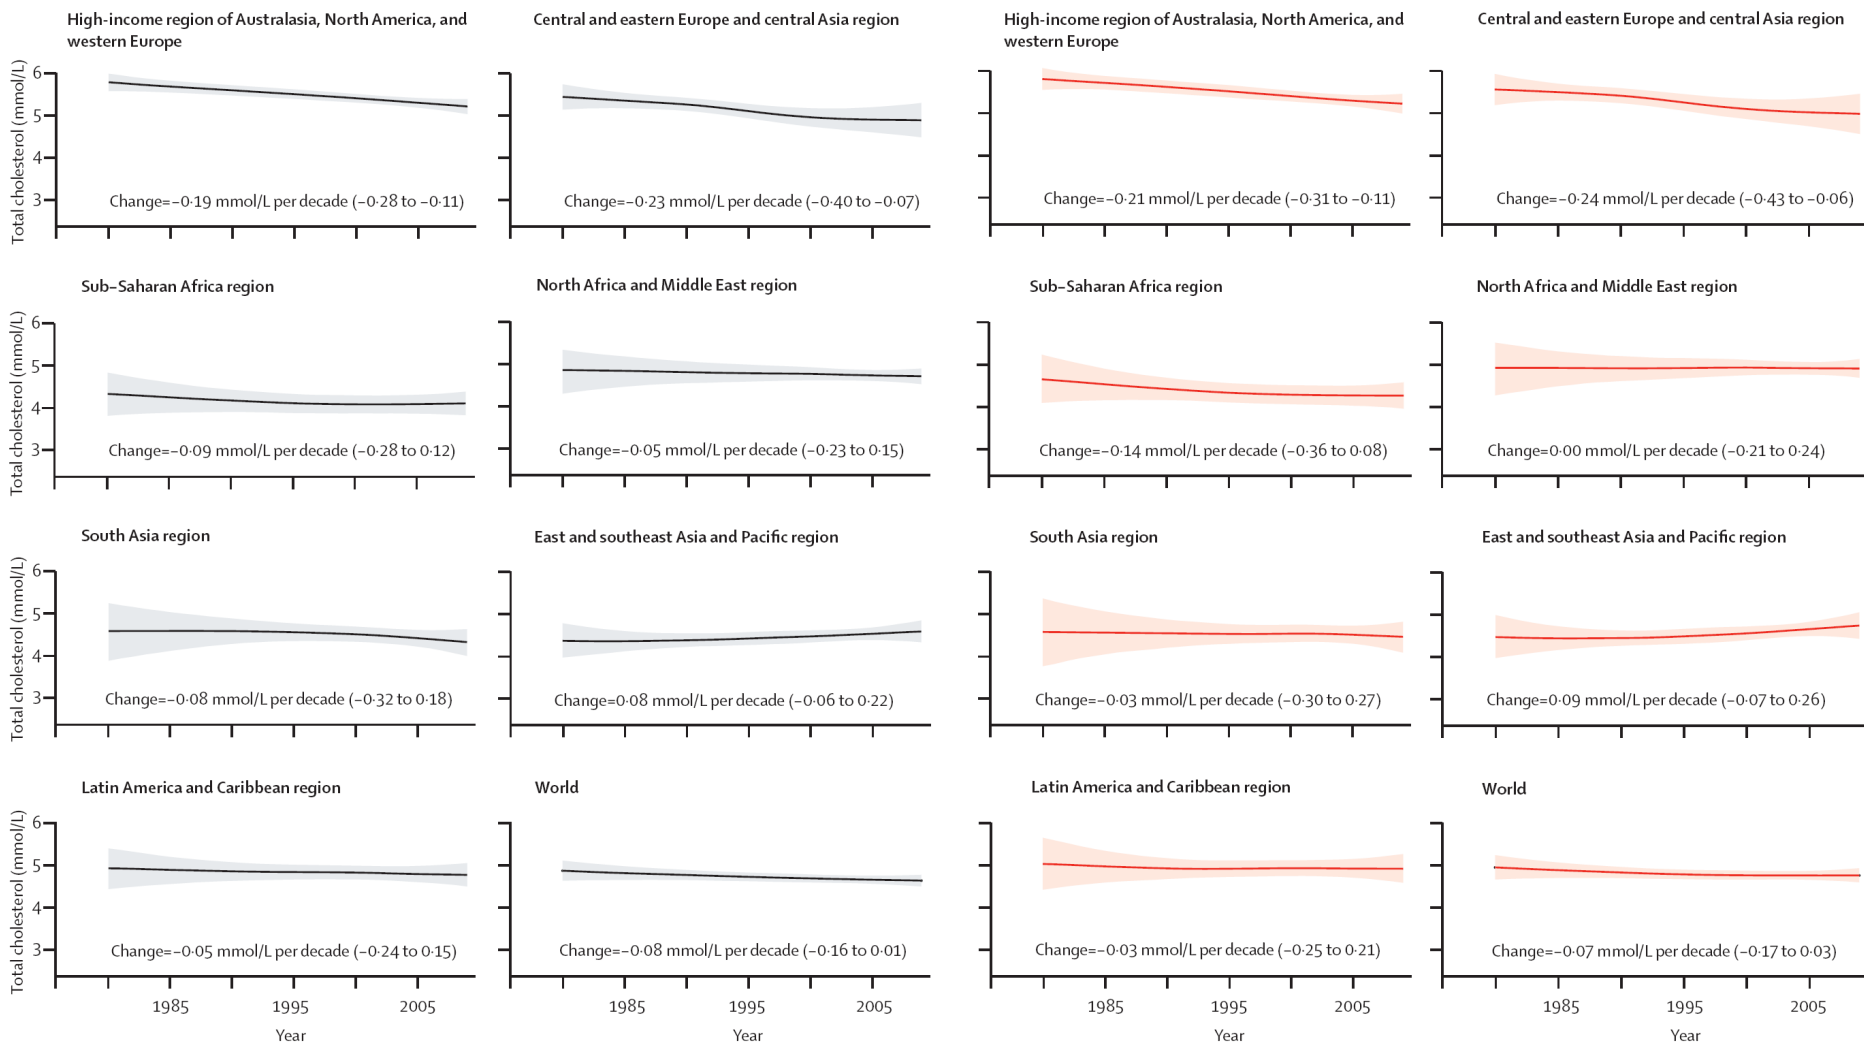 High-income region of Australasia, North America, and
western Europe
Central and eastern Europe and central Asia region
High-income region of Australasia, North America, and
western Europe
Central and eastern Europe and central Asia region
Total cholesterol (mmol/L)
6
5
4
3
Change=−0·19 mmol/L per decade (−0·28 to −0·11)
Change=−0·23 mmol/L per decade (−0·40 to −0·07)
Change=−0·21 mmol/L per decade (−0·31 to −0·11)
Change=−0·24 mmol/L per decade (−0·43 to −0·06)
Sub–Saharan Africa region
North Africa and Middle East region
Sub–Saharan Africa region
North Africa and Middle East region
Total cholesterol (mmol/L)
6
5
4
3
Change=−0·09 mmol/L per decade (−0·28 to 0·12)
Change=−0·05 mmol/L per decade (−0·23 to 0·15)
Change=−0·14 mmol/L per decade (−0·36 to 0·08)
Change=0·00 mmol/L per decade (−0·21 to 0·24)
South Asia region
East and southeast Asia and Pacific region
South Asia region
East and southeast Asia and Pacific region
Total cholesterol (mmol/L)
6
5
4
3
Change=−0·08 mmol/L per decade (−0·32 to 0·18)
Change=0·08 mmol/L per decade (−0·06 to 0·22)
Change=−0·03 mmol/L per decade (−0·30 to 0·27)
Change=0·09 mmol/L per decade (−0·07 to 0·26)
Latin America and Caribbean region
World
Latin America and Caribbean region
World
Total cholesterol (mmol/L)
6
5
4
3
Change=−0·05 mmol/L per decade (−0·24 to 0·15)
Change=−0·08 mmol/L per decade (−0·16 to 0·01)
Change=−0·03 mmol/L per decade (−0·25 to 0·21)
Change=−0·07 mmol/L per decade (−0·17 to 0·03)
1985 1995 2005
1985 1995 2005
1985 1995 2005
1985 1995 2005
Year
Year
Year
Year